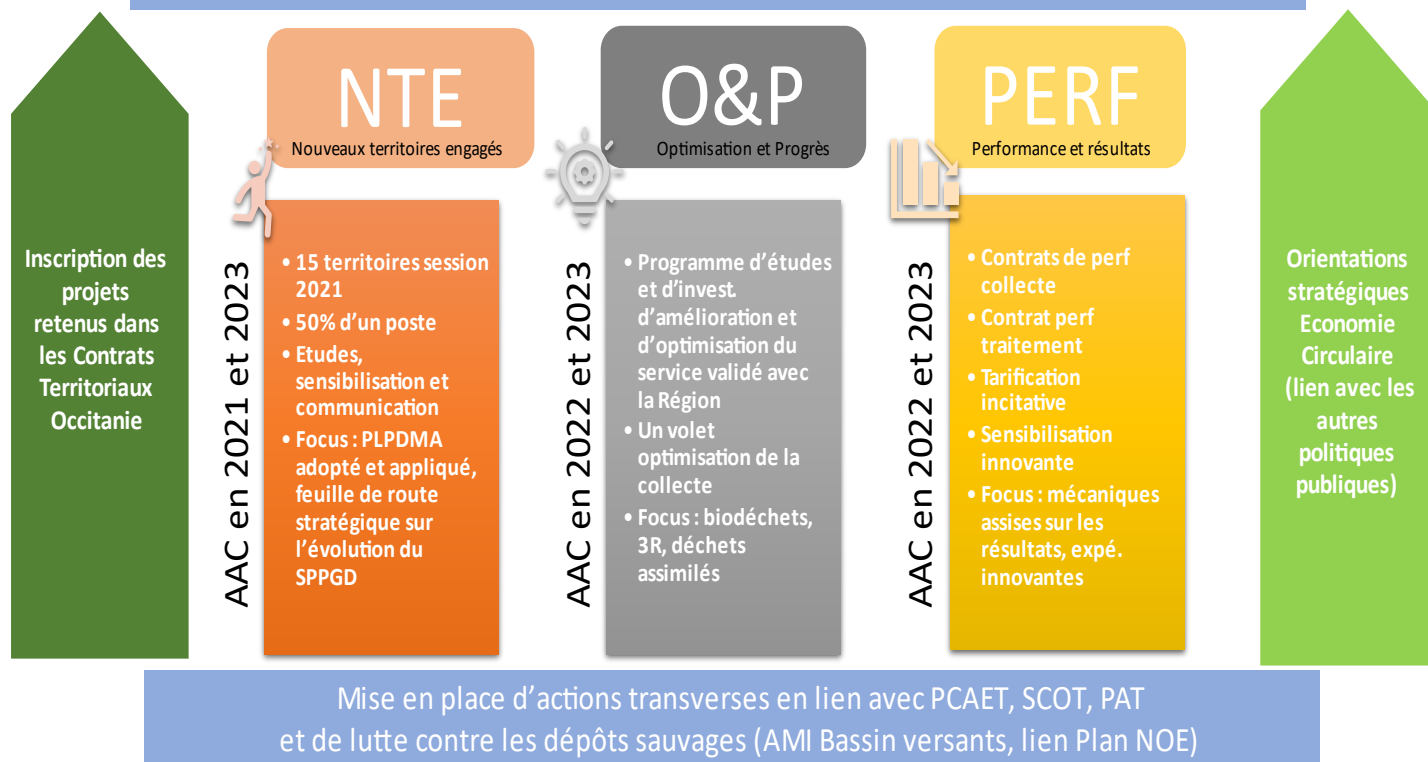 Inscription des
projets
retenus dans
les Contrats
Territoriaux
Occitanie
NTE
Nouveaux territoires engagés
AAC en 2021 et 2023
• 15 territoires session
2021
• 50% d’un poste
• Etudes,
sensibilisation et
communication
• Focus : PLPDMA
adopté et appliqué,
feuille de route
stratégique sur
l’évolution du
SPPGD
O&P
Optimisation et Progrès
AAC en 2022 et 2023
• Programme d’études
et d’invest.
d’amélioration et
d’optimisation du
service validé avec
la Région
• Un volet
optimisation de la
collecte
• Focus : biodéchets,
3R, déchets
assimilés
PERF
Performance et résultats
AAC en 2022 et 2023
• Contrats de perf
collecte
• Contrat perf
traitement
• Tarification
incitative
• Sensibilisation
innovante
• Focus : mécaniques
assises sur les
résultats, expé.
innovantes
Orientations
stratégiques
Economie
Circulaire
(lien avec les
autres
politiques
publiques)
Mise en place d’actions transverses en lien avec PCAET, SCOT, PAT
et de lutte contre les dépôts sauvages (AMI Bassin versants, lien Plan NOE)